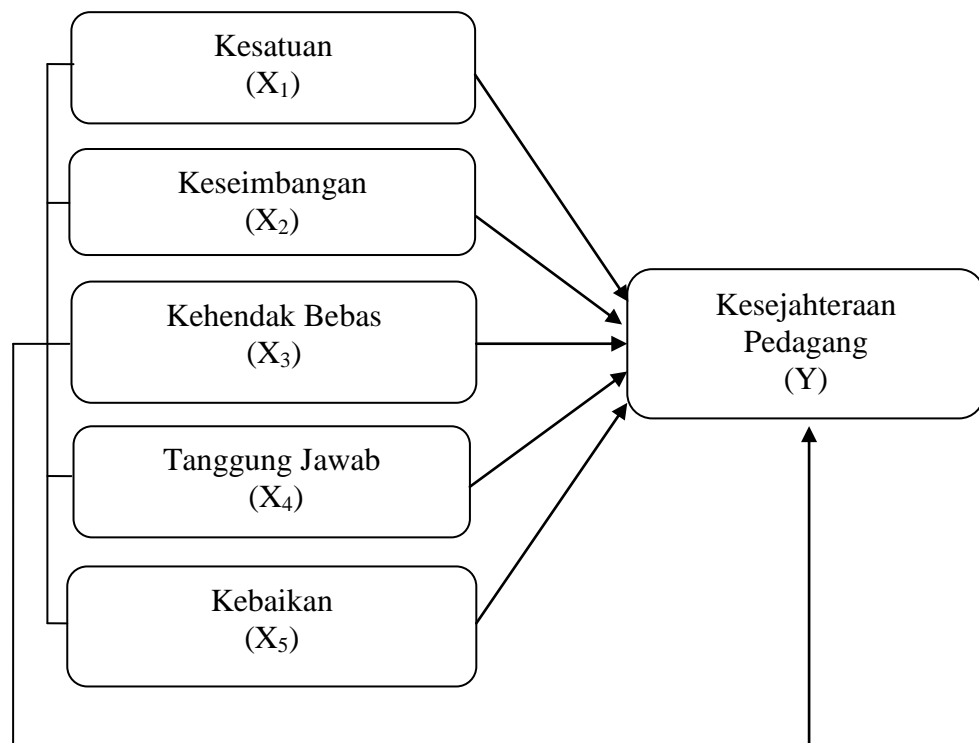 Kesatuan
(X₁)
Keseimbangan
(X₂)
Kehendak Bebas
(X₃)
Tanggung Jawab
(X₄)
Kebaikan
(X₅)
Kesejahteraan
Pedagang
(Y)